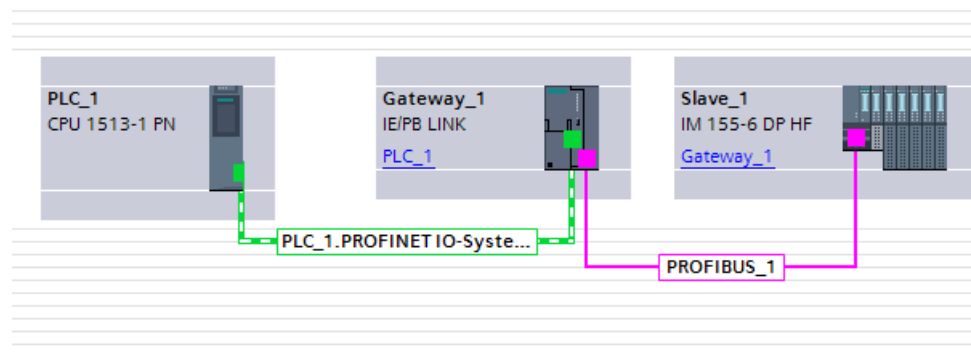 PLC_1
CPU 1513-1 PN
Gateway_1
IE/PB LINK
PLC_1
Slave_1
IM 155-6 DP HF
Gateway_1
PLC_1.PROFINET IO-Syste...
PROFIBUS_1